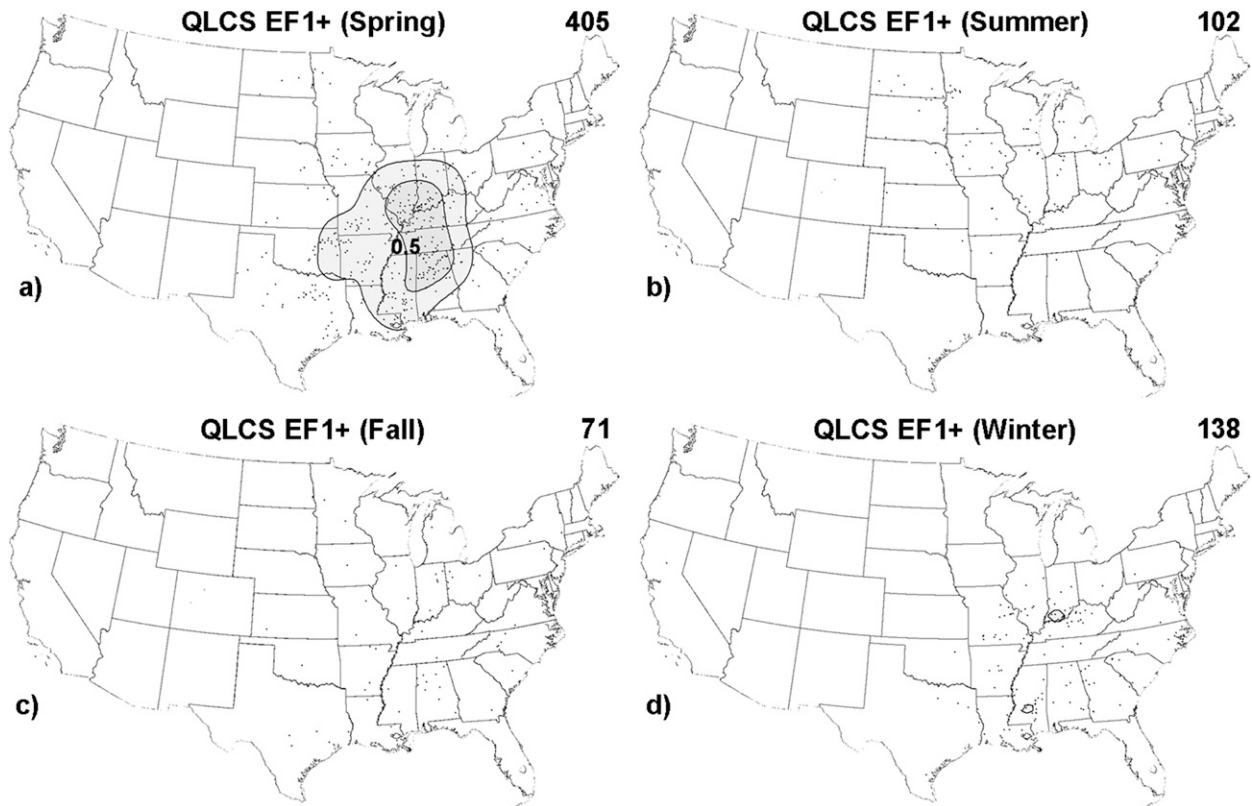 QLCS EF1+ (Spring) 405
QLCS EF1+ (Summer) 102
0.5
a)
b)
QLCS EF1+ (Fall) 71
QLCS EF1+ (Winter) 138
c)
d)